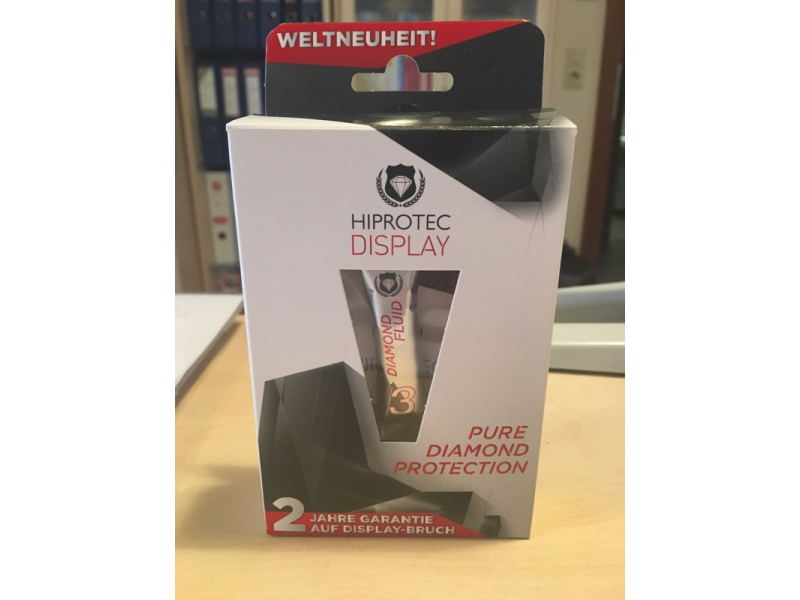 WELTNEUHEIT!
HIPROTEC
DISPLAY
DIAMOND
FLUID
3
PURE
DIAMOND
PROTECTION
2 JAHRE GARANTIE
AUF DISPLAY-BRUCH